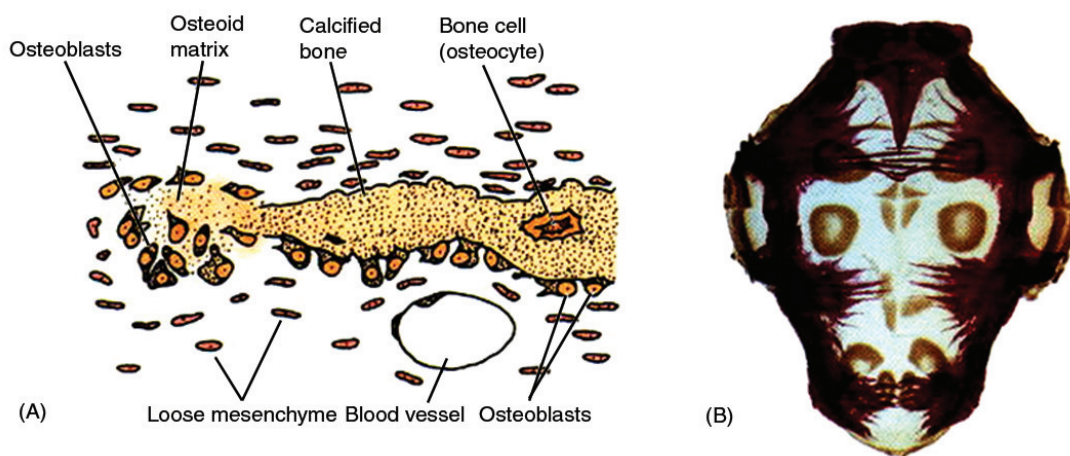 Osteoblasts
Osteoid
matrix
Calcified
bone
Bone cell
(osteocyte)
(A)
Loose mesenchyme
Blood vessel
Osteoblasts
(B)